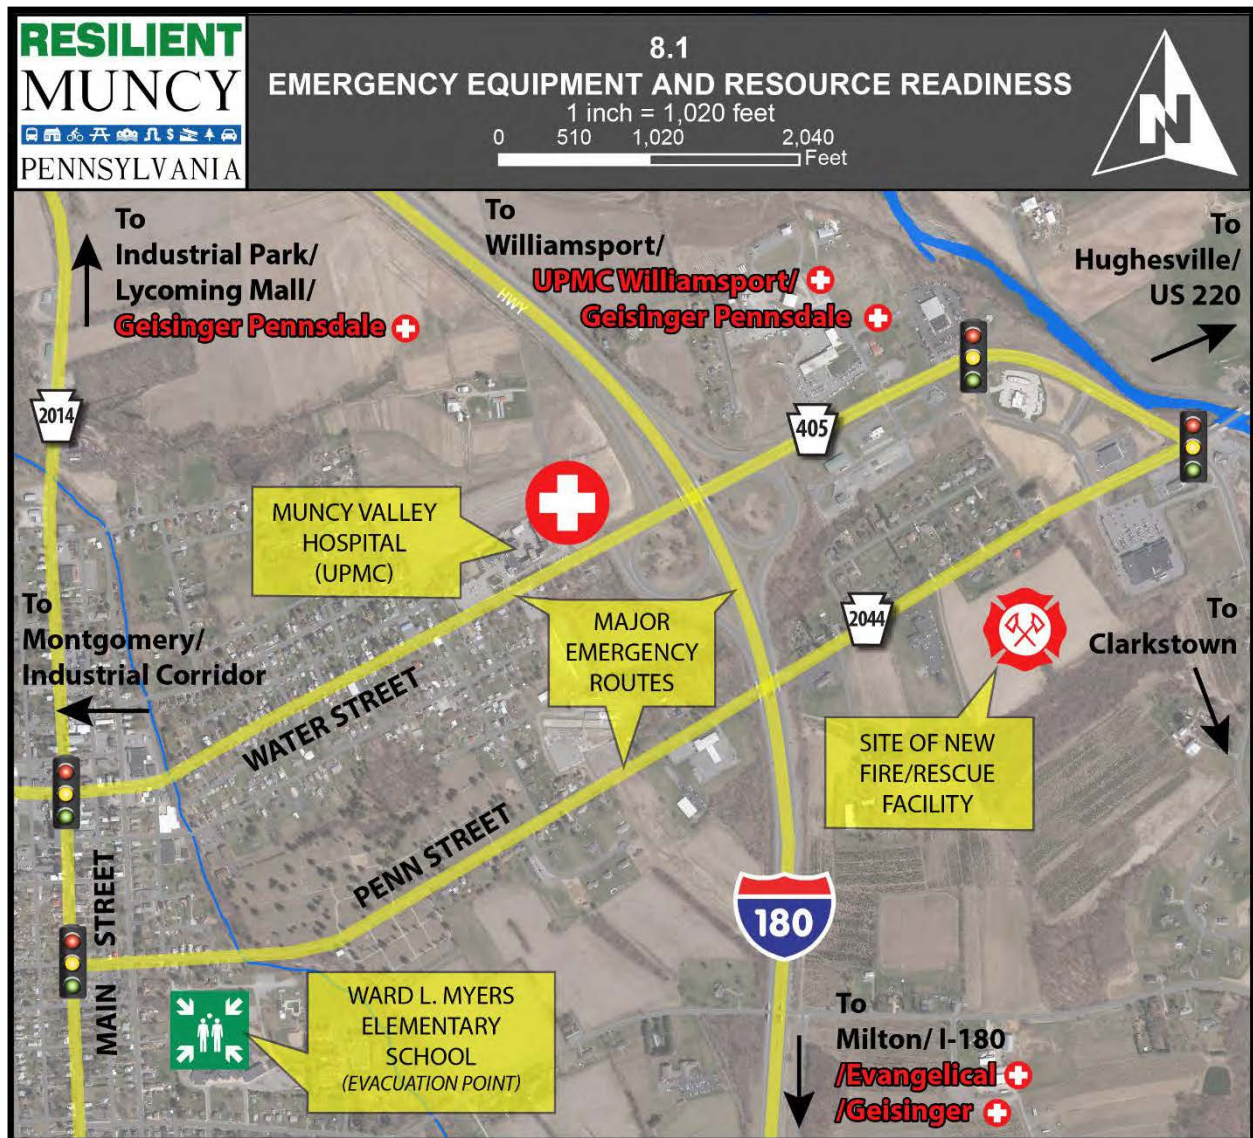 RESILIENT
MUNCY
PENNSYLVANIA
8.1
EMERGENCY EQUIPMENT AND RESOURCE READINESS
1 inch = 1,020 feet
0 510 1,020 2,040
Feet
N
To
Industrial Park/
Lycoming Mall/
Geisinger Pennsdale
To
Williamsport/
UPMC Williamsport/
Geisinger Pennsdale
To
Hughesville/
US 220
HWY
2014
405
MUNCY VALLEY
HOSPITAL
(UPMC)
To
Montgomery/
Industrial Corridor
MAJOR
EMERGENCY
ROUTES
2044
To
Clarkstown
WATER STREET
SITE OF NEW
FIRE/RESCUE
FACILITY
PENN STREET
MAIN STREET
180
WARD L. MYERS
ELEMENTARY
SCHOOL
(EVACUATION POINT)
To
Milton/ I-180
/Evangelical
/Geisinger